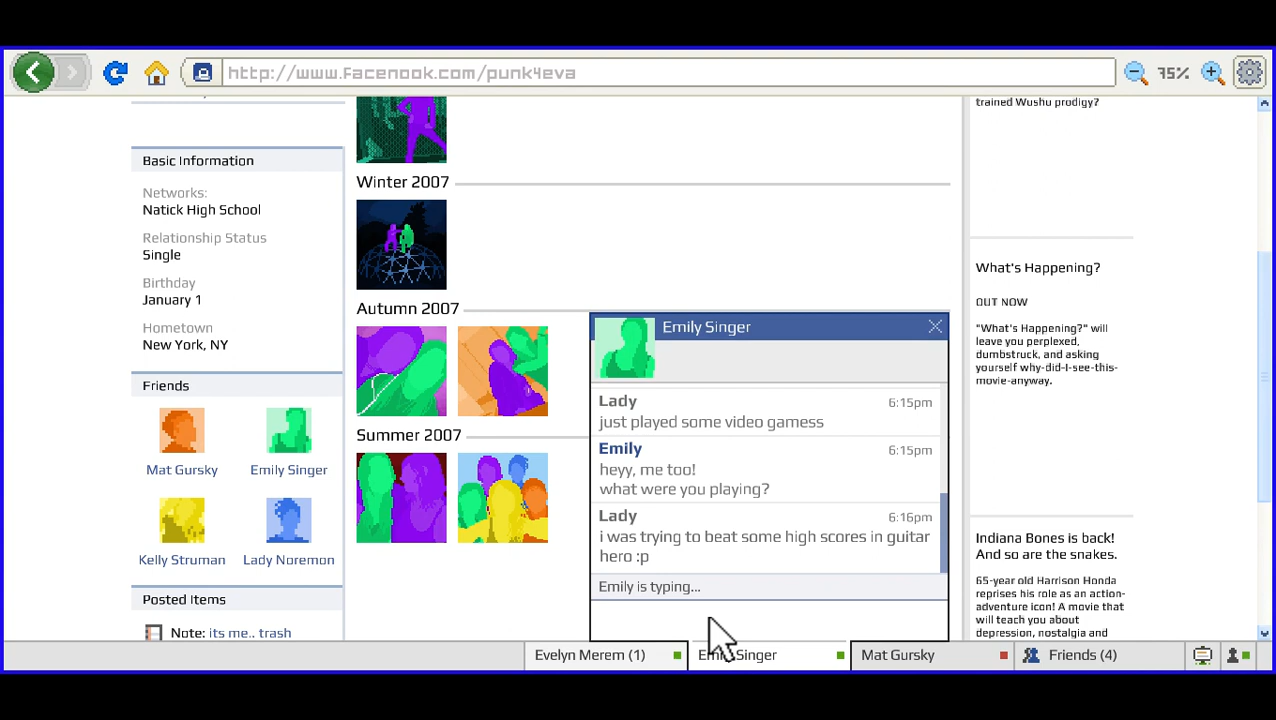 http://www.facenook.com/punk4eva
75%
Basic Information
Networks:
Natick High School
Relationship Status
Single
Birthday
January 1
Hometown
New York, NY
Friends
Mat Gursky
Emily Singer
Kelly Struman
Lady Noremon
Posted Items
Note: its me.. trash
Winter 2007
Autumn 2007
Summer 2007
Emily Singer
Lady 6:15pm
just played some video gamess
Emily 6:15pm
heyy, me too!
what were you playing?
Lady 6:16pm
i was trying to beat some high scores in guitar
hero :p
Emily is typing...
trained Wushu prodigy?
What's Happening?
OUT NOW
"What's Happening?" will
leave you perplexed,
dumbstruck, and asking
yourself why-did-I-see-this-
movie-anyway.
Indiana Bones is back!
And so are the snakes.
65-year old Harrison Honda
reprises his role as an action-
adventure icon! A movie that
will teach you about
depression, nostalgia and
Evelyn Merem (1)
Emily Singer
Mat Gursky
Friends (4)